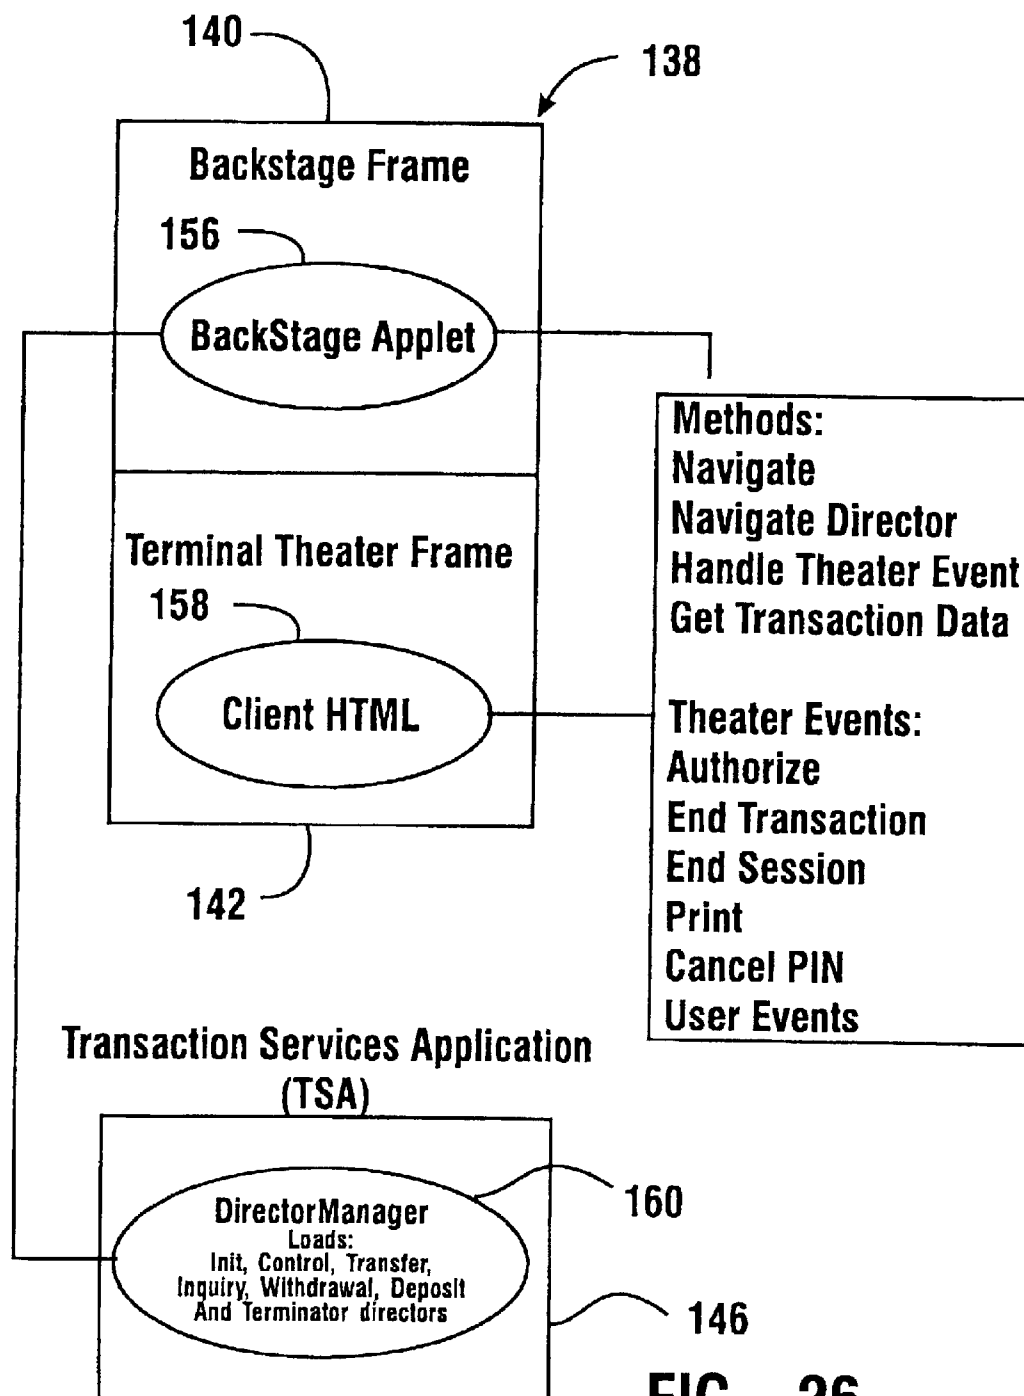 140
138
Backstage Frame
156
BackStage Applet
Methods:
Navigate
Navigate Director
Handle Theater Event
Get Transaction Data
Terminal Theater Frame
158
Client HTML
Theater Events:
Authorize
End Transaction
End Session
Print
Cancel PIN
User Events
142
Transaction Services Application
(TSA)
DirectorManager
Loads:
Init, Control, Transfer,
Inquiry, Withdrawal, Deposit
And Terminator directors
160
146
FIG. 26